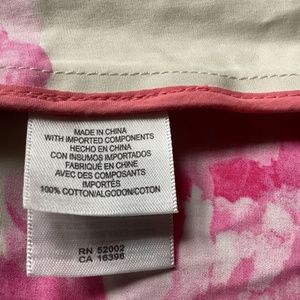 MADE IN CHINA
WITH IMPORTED COMPONENTS
HECHO EN CHINA
CON INSUMOS IMPORTADOS
FABRIQUÉ EN CHINE
AVEC DES COMPOSANTS
IMPORTÉS
100% COTTON/ALGODON/COTON
RN 52002
CA 16396